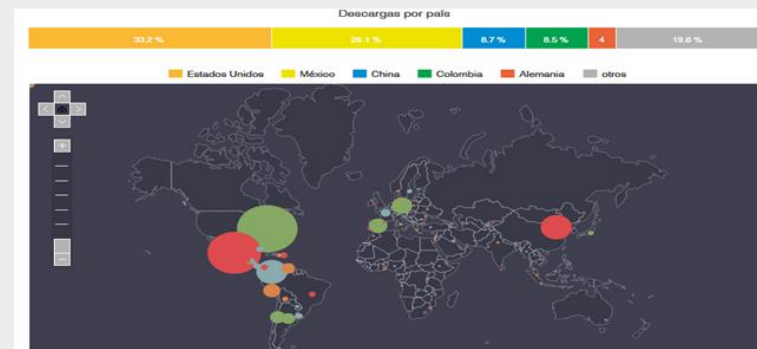 Descargas por país
33.2 % 26.1 % 8.7 % 8.5 % 4 19.6 %
Estados Unidos México China Colombia Alemania otros